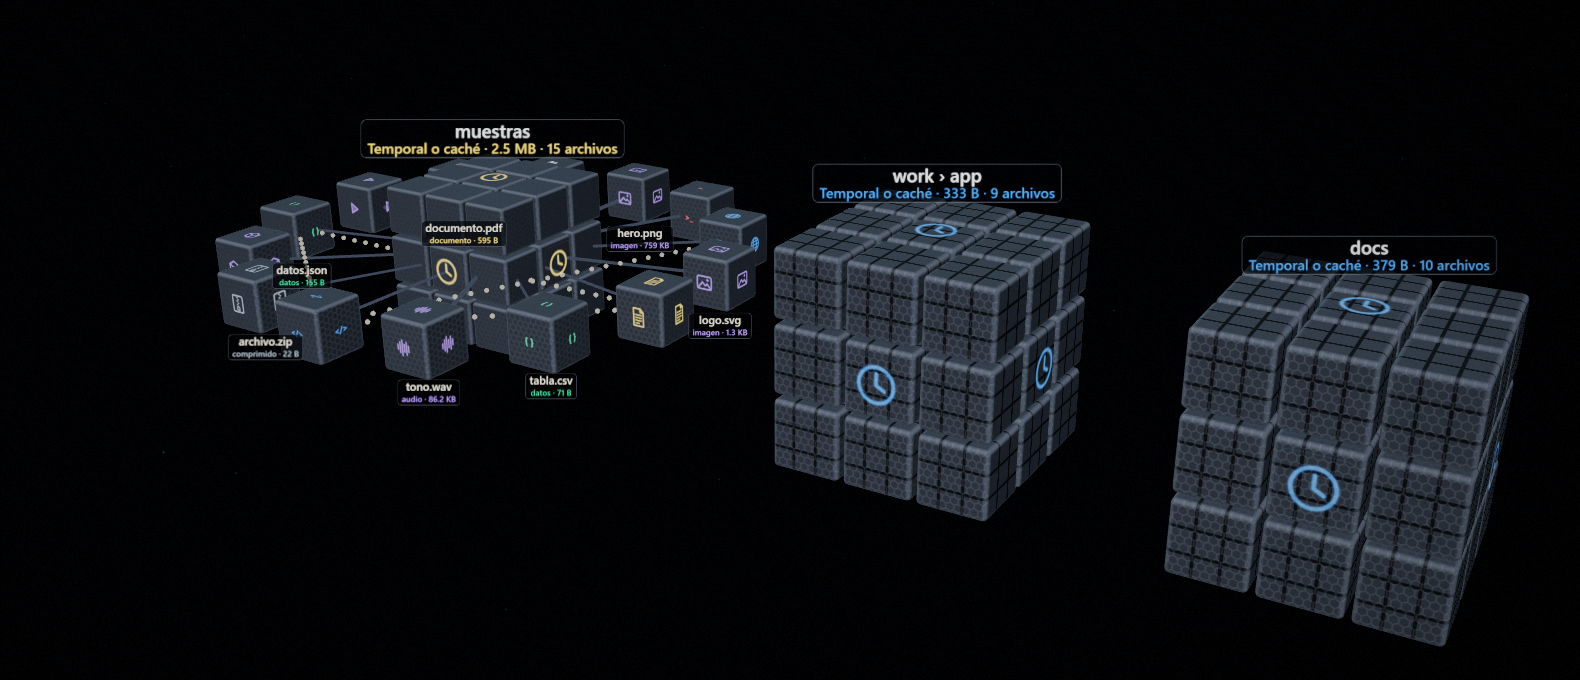 muestras
Temporal o caché · 2.5 MB · 15 archivos
documento.pdf
documento · 595 B
hero.png
imagen · 759 KB
datos.json
datos · 155 B
logo.svg
imagen · 1.3 KB
archivo.zip
comprimido · 22 B
tono.wav
audio · 86.2 KB
tabla.csv
datos · 71 B
work › app
Temporal o caché · 333 B · 9 archivos
docs
Temporal o caché · 379 B · 10 archivos